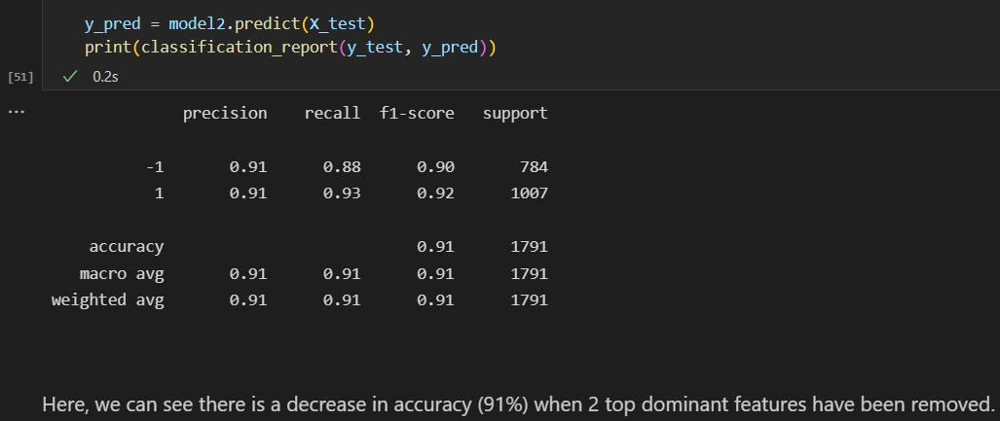 y_pred = model2.predict(X_test)
print(classification_report(y_test, y_pred))
[51] ✓ 0.2s
...
precision recall f1-score support
-1 0.91 0.88 0.90 784
1 0.91 0.93 0.92 1007
accuracy 0.91 1791
macro avg 0.91 0.91 0.91 1791
weighted avg 0.91 0.91 0.91 1791
Here, we can see there is a decrease in accuracy (91%) when 2 top dominant features have been removed.